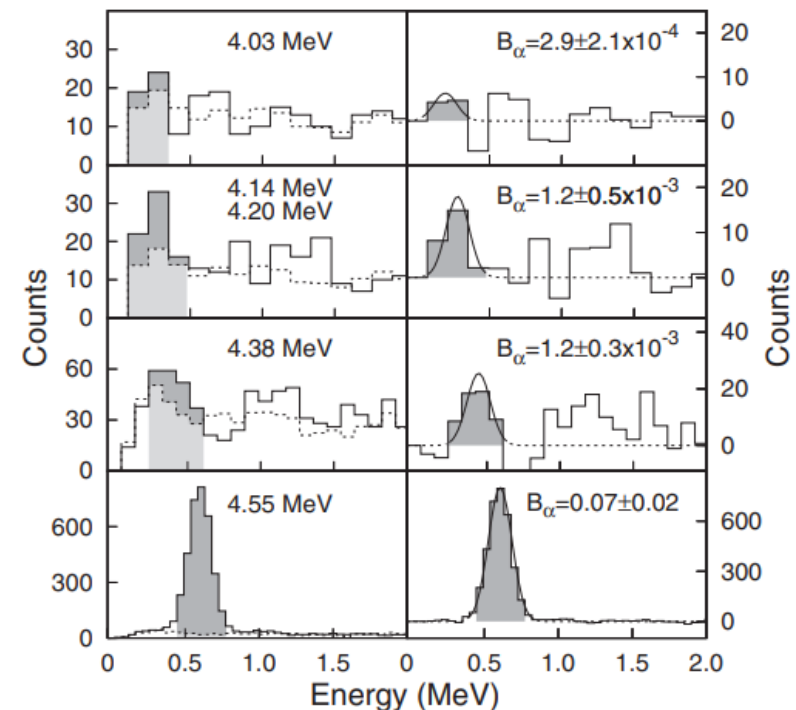 4.03 MeV
Bα=2.9±2.1x10⁻⁴
30
20
10
0
20
10
0
4.14 MeV
4.20 MeV
Bα=1.2±0.5x10⁻³
30
20
10
0
20
10
0
4.38 MeV
Bα=1.2±0.3x10⁻³
60
30
0
40
20
0
4.55 MeV
Bα=0.07±0.02
600
300
0
600
300
0
Counts
Counts
0 0.5 1.0 1.5 0 0.5 1.0 1.5 2.0
Energy (MeV)